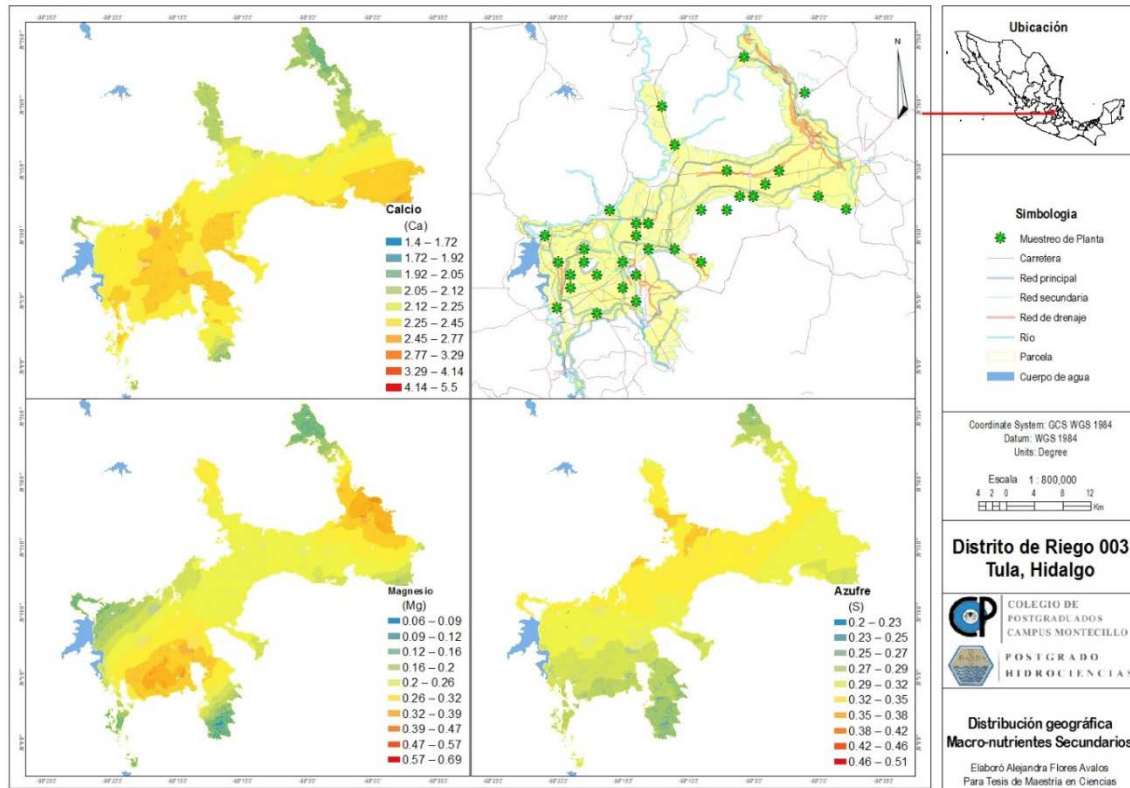 Calcio
(Ca)
1.4 – 1.72
1.72 – 1.92
1.92 – 2.05
2.05 – 2.12
2.12 – 2.25
2.25 – 2.45
2.45 – 2.77
2.77 – 3.29
3.29 – 4.14
4.14 – 5.5
N
Magnesio
(Mg)
0.06 – 0.09
0.09 – 0.12
0.12 – 0.16
0.16 – 0.2
0.2 – 0.26
0.26 – 0.32
0.32 – 0.39
0.39 – 0.47
0.47 – 0.57
0.57 – 0.69
Azufre
(S)
0.2 – 0.23
0.23 – 0.25
0.25 – 0.27
0.27 – 0.29
0.29 – 0.32
0.32 – 0.35
0.35 – 0.38
0.38 – 0.42
0.42 – 0.46
0.46 – 0.51
Ubicación
Simbologia
Muestreo de Planta
Carretera
Red principal
Red secundaria
Red de drenaje
Rio
Parcela
Cuerpo de agua
Coordinate System: GCS WGS 1984
Datum: WGS 1984
Units: Degree
Escala 1 : 800,000
4 2 0 4 8 12
Km
Distrito de Riego 003
Tula, Hidalgo
COLEGIO DE
POSTGRADUADOS
CAMPUS MONTECILLO
POSTGRADO
HIDROCIENCIAS
Distribución geográfica
Macro-nutrientes Secundarios
Elaboró Alejandra Flores Avalos
Para Tesis de Maestría en Ciencias